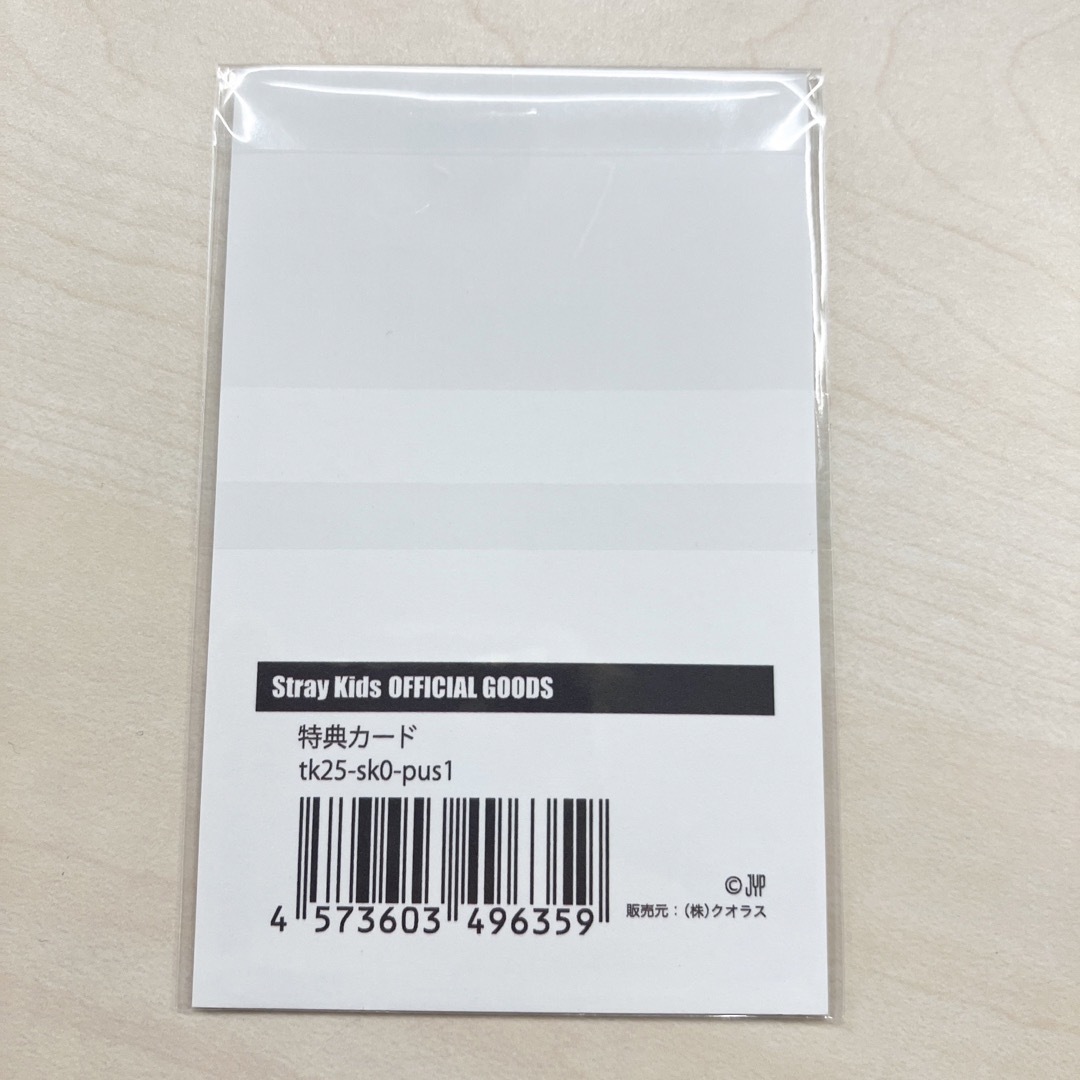 Stray Kids OFFICIAL GOODS
特典カード
tk25-sk0-pus1
4 573603 496359
© JYP
販売元：（株）クオラス